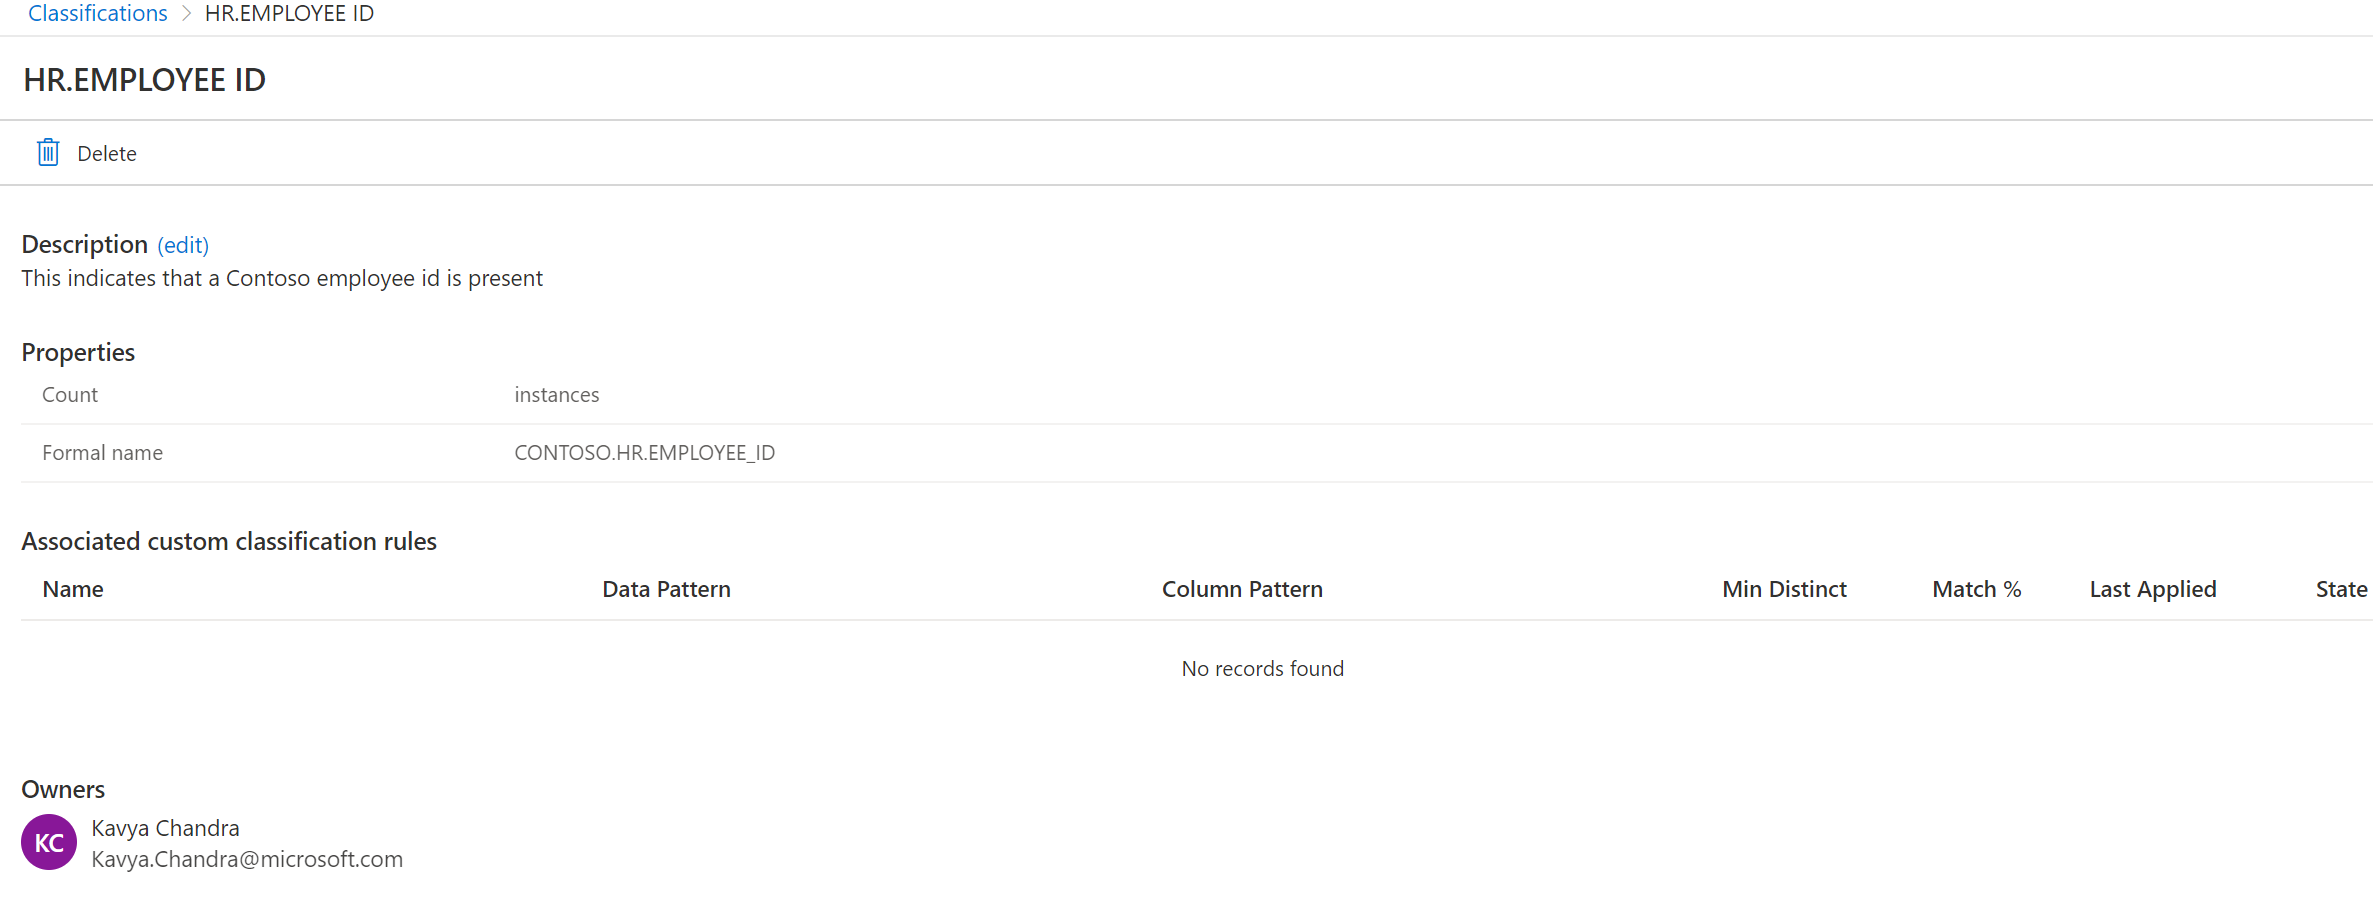 Classifications > HR.EMPLOYEE ID
HR.EMPLOYEE ID
Delete
Description (edit)
This indicates that a Contoso employee id is present
Properties
Count instances
Formal name CONTOSO.HR.EMPLOYEE_ID
Associated custom classification rules
Name Data Pattern Column Pattern Min Distinct Match % Last Applied State
No records found
Owners
KC Kavya Chandra
Kavya.Chandra@microsoft.com